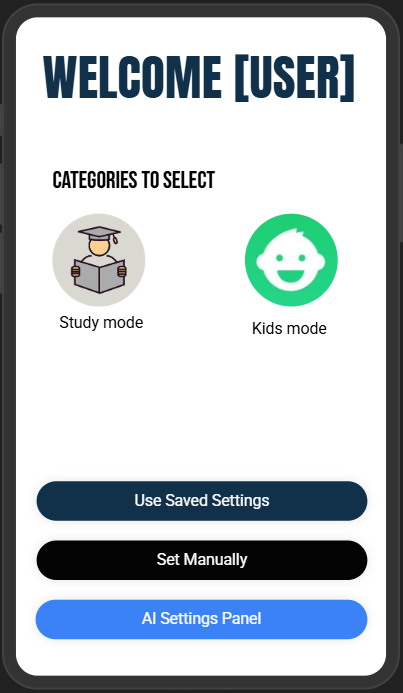 WELCOME [USER]
CATEGORIES TO SELECT
Study mode
Kids mode
Use Saved Settings
Set Manually
AI Settings Panel